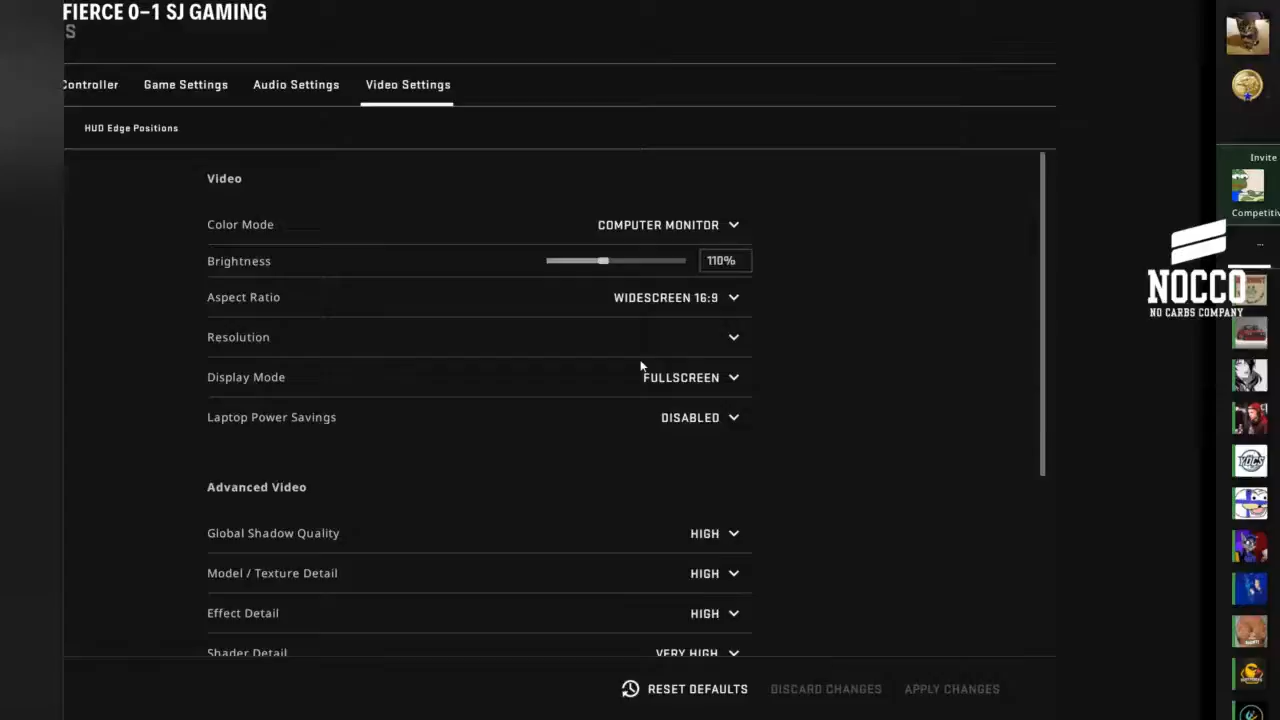 FIERCE 0-1 SJ GAMING
S
Controller Game Settings Audio Settings Video Settings
HUD Edge Positions
Video
Color Mode COMPUTER MONITOR
Brightness 110%
Aspect Ratio WIDESCREEN 16:9
Resolution
Display Mode FULLSCREEN
Laptop Power Savings DISABLED
Advanced Video
Global Shadow Quality HIGH
Model / Texture Detail HIGH
Effect Detail HIGH
Shader Detail VERY HIGH
RESET DEFAULTS DISCARD CHANGES APPLY CHANGES
Invite
Competitiv
...
NOCCO
NO CARBS COMPANY